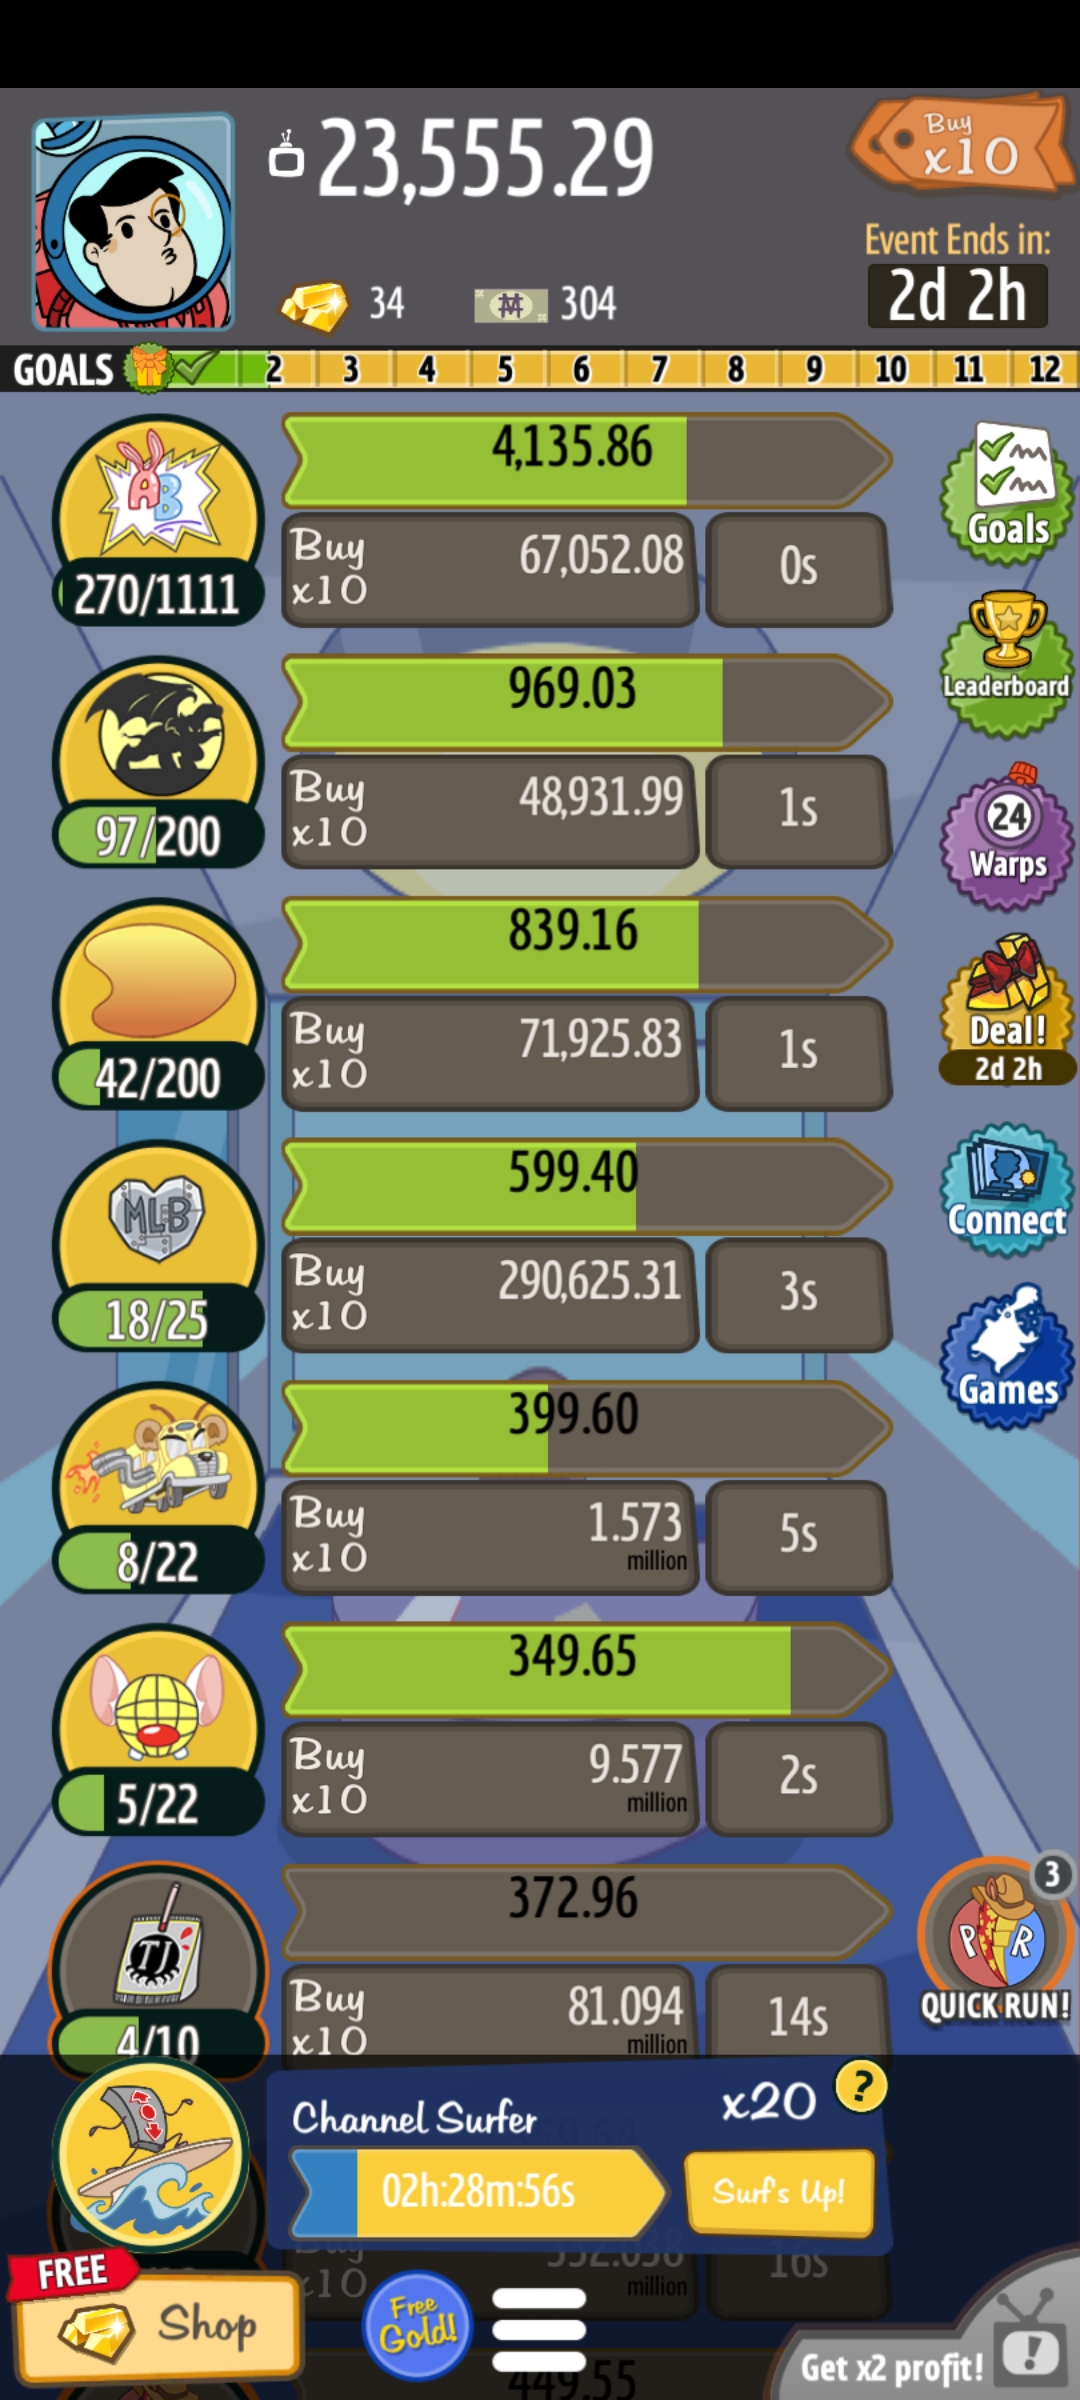 23,555.29
Buy
x10
Event Ends in:
2d 2h
34
304
GOALS 2 3 4 5 6 7 8 9 10 11 12
AB
4,135.86
270/1111
Buy
x10
67,052.08
0s
Goals
969.03
97/200
Buy
x10
48,931.99
1s
Leaderboard
24
Warps
839.16
42/200
Buy
x10
71,925.83
1s
Deal!
2d 2h
MLB
599.40
18/25
Buy
x10
290,625.31
3s
Connect
399.60
8/22
Buy
x10
1.573
million
5s
Games
349.65
5/22
Buy
x10
9.577
million
2s
TJ
372.96
4/10
Buy
x10
81.094
million
14s
3
P R
QUICK RUN!
Channel Surfer
x20
?
02h:28m:56s
Surf's Up!
Buy
x10
332.038
million
16s
FREE
Shop
Free
Gold!
449.55
Get x2 profit!